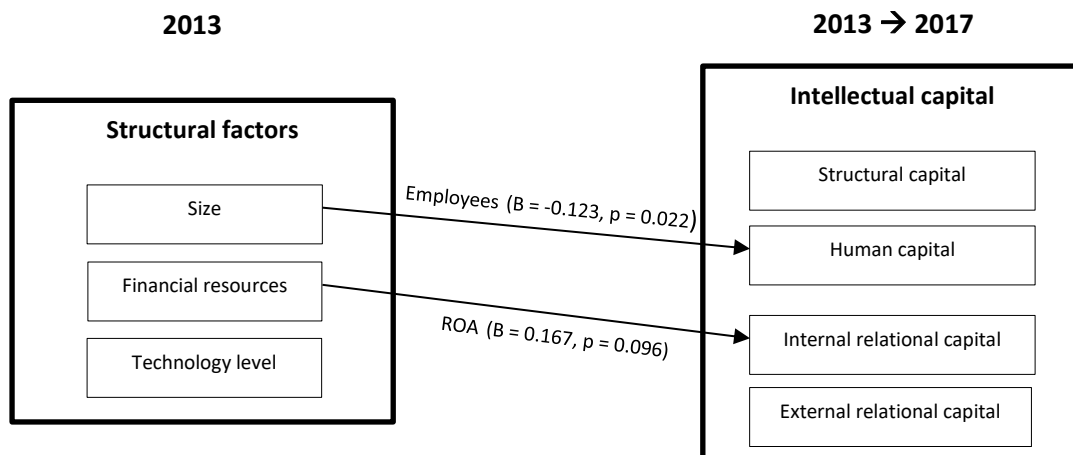 2013
2013 → 2017
Structural factors
Size
Financial resources
Technology level
Employees (B = -0.123, p = 0.022)
ROA (B = 0.167, p = 0.096)
Intellectual capital
Structural capital
Human capital
Internal relational capital
External relational capital